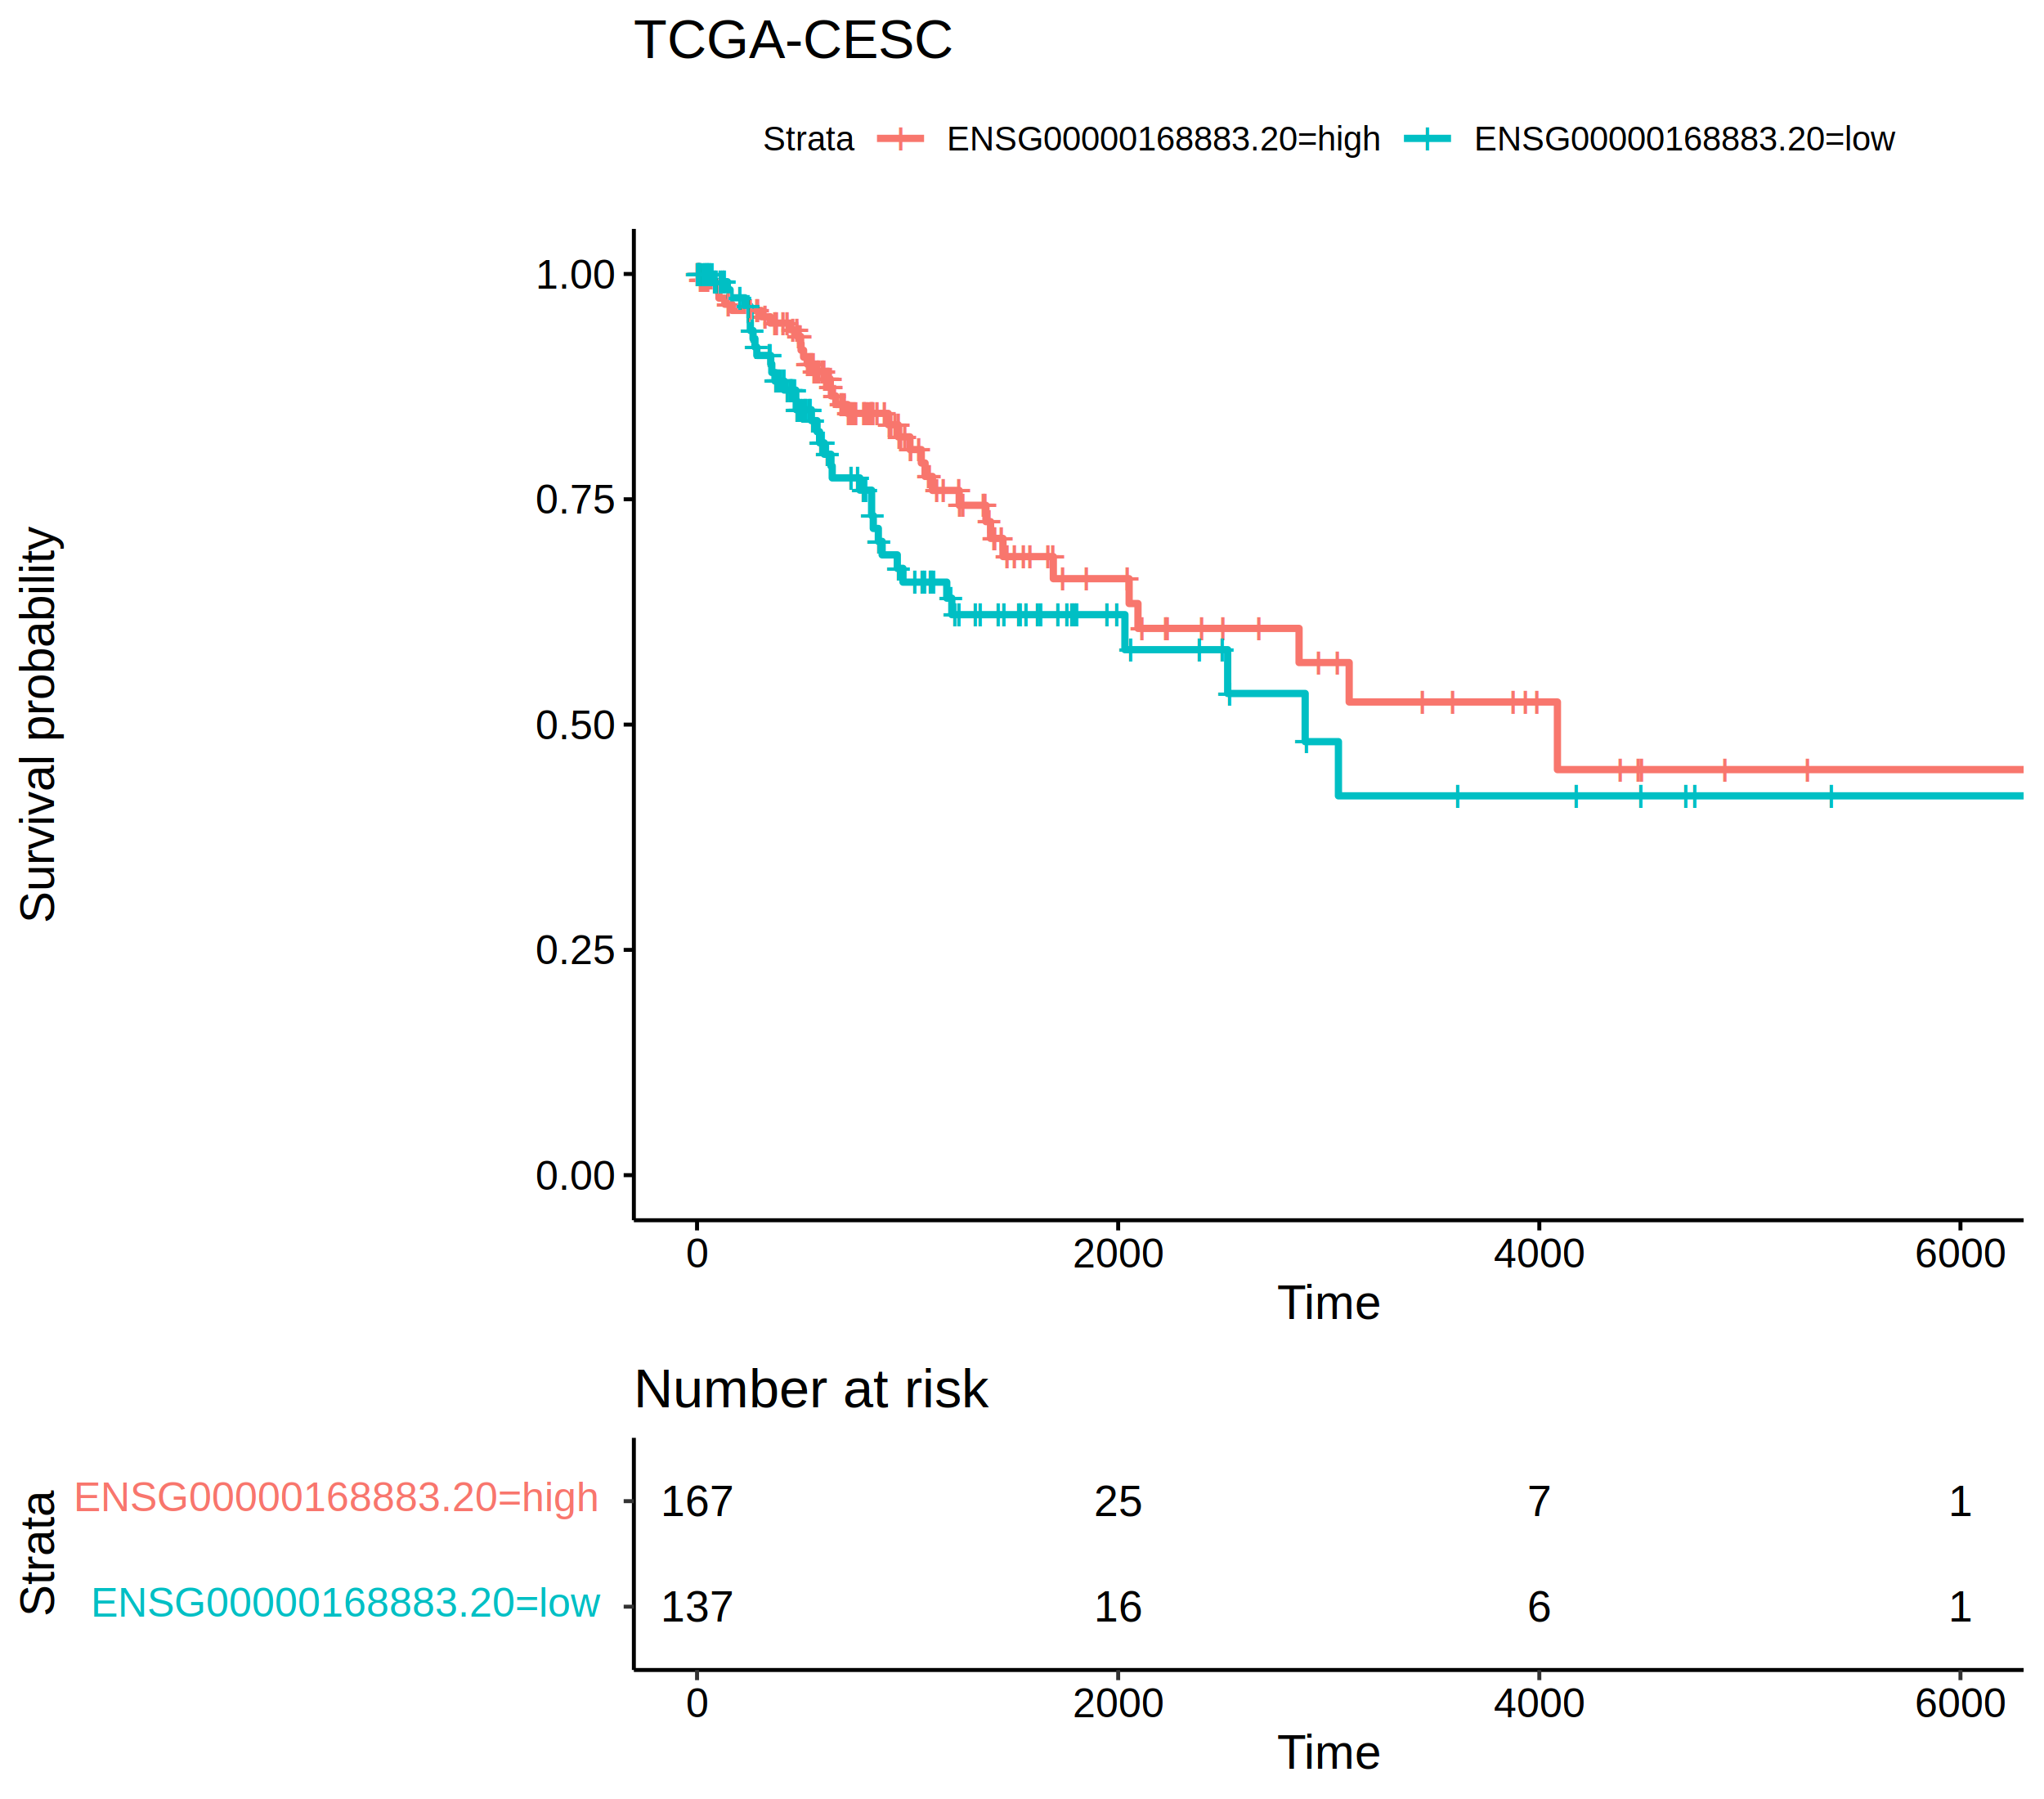 TCGA-CESC
Strata ENSG00000168883.20=high ENSG00000168883.20=low
Survival probability
1.00
0.75
0.50
0.25
0.00
0 2000 4000 6000
Time
Number at risk
Strata
ENSG00000168883.20=high 167 25 7 1
ENSG00000168883.20=low 137 16 6 1
0 2000 4000 6000
Time